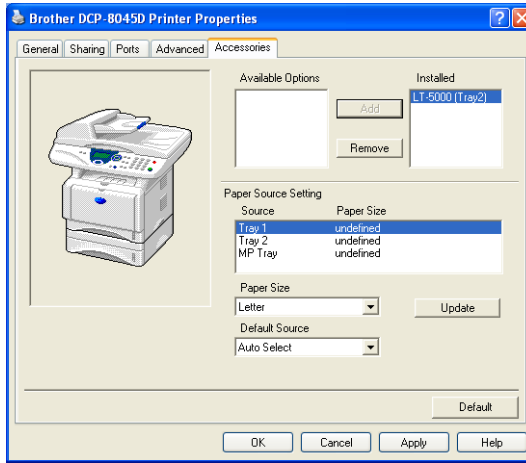 Brother DCP-8045D Printer Properties
General Sharing Ports Advanced Accessories
Available Options Installed
LT-5000 (Tray2)
Add
Remove
Paper Source Setting
Source Paper Size
Tray 1 undefined
Tray 2 undefined
MP Tray undefined
Paper Size
Letter Update
Default Source
Auto Select
Default
OK Cancel Apply Help